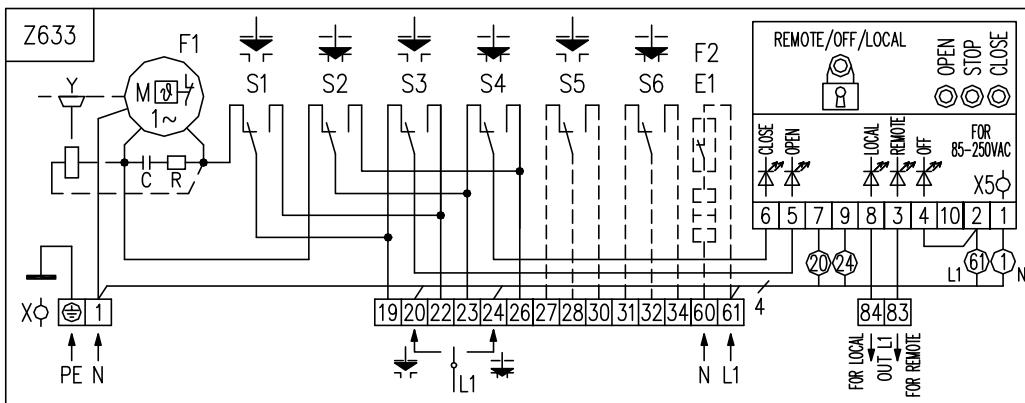 Z633
F1
Y
M ϑ
1~
C R
S1 S2 S3 S4 S5 S6
F2
E1
REMOTE/OFF/LOCAL
OPEN
STOP
CLOSE
CLOSE
OPEN
LOCAL
REMOTE
OFF
FOR
85-250VAC
X5
6 5 7 9 8 3 4 10 2 1
20 24 61 1
L1 N
X 1
19 20 22 23 24 26 27 28 30 31 32 34 60 61
4
84 83
PE N
L1
N L1
FOR LOCAL
OUT L1
FOR REMOTE